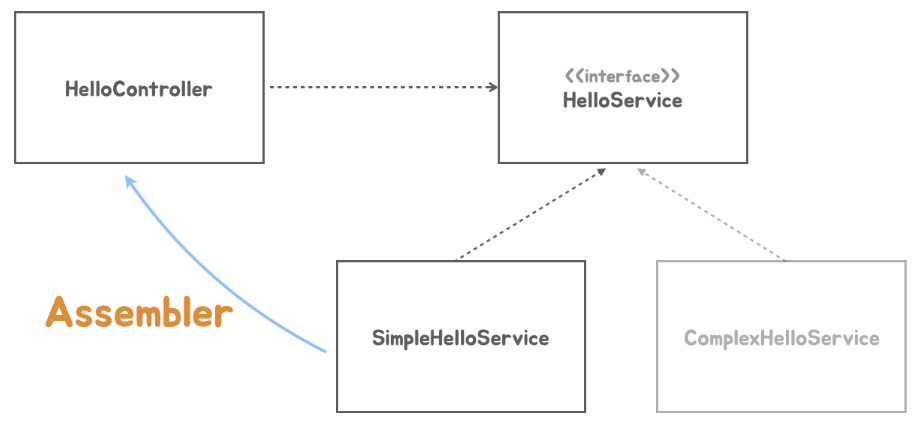 HelloController
<<interface>>
HelloService
Assembler
SimpleHelloService
ComplexHelloService